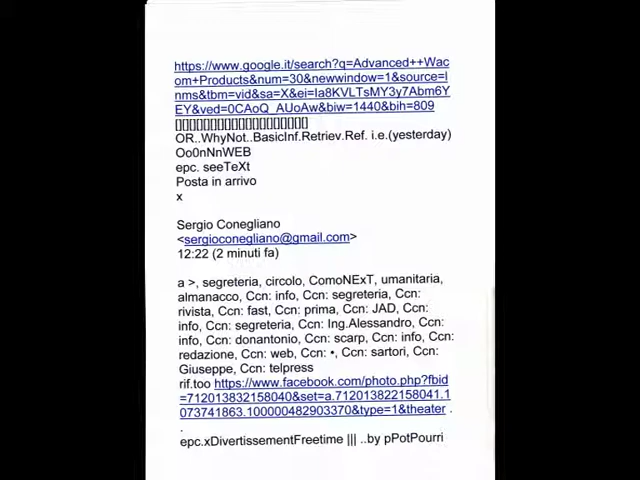 https://www.google.it/search?q=Advanced++Wac
om+Products&num=30&newwindow=1&source=l
nms&tbm=vid&sa=X&ei=Ia8KVLTsMY3y7Abm6Y
EY&ved=0CAoQ_AUoAw&biw=1440&bih=809
OR..WhyNot..BasicInf.Retriev.Ref. i.e.(yesterday)
Oo0nNnWEB
epc. seeTeXt
Posta in arrivo
x
Sergio Conegliano
<sergioconegliano@gmail.com>
12:22 (2 minuti fa)
a >, segreteria, circolo, ComoNExT, umanitaria,
almanacco, Ccn: info, Ccn: segreteria, Ccn:
rivista, Ccn: fast, Ccn: prima, Ccn: JAD, Ccn:
info, Ccn: segreteria, Ccn: Ing.Alessandro, Ccn:
info, Ccn: donantonio, Ccn: scarp, Ccn: info, Ccn:
redazione, Ccn: web, Ccn: •, Ccn: sartori, Ccn:
Giuseppe, Ccn: telpress
rif.too https://www.facebook.com/photo.php?fbid
=712013832158040&set=a.712013822158041.1
073741863.100000482903370&type=1&theater .
.
epc.xDivertissementFreetime ||| ..by pPotPourri